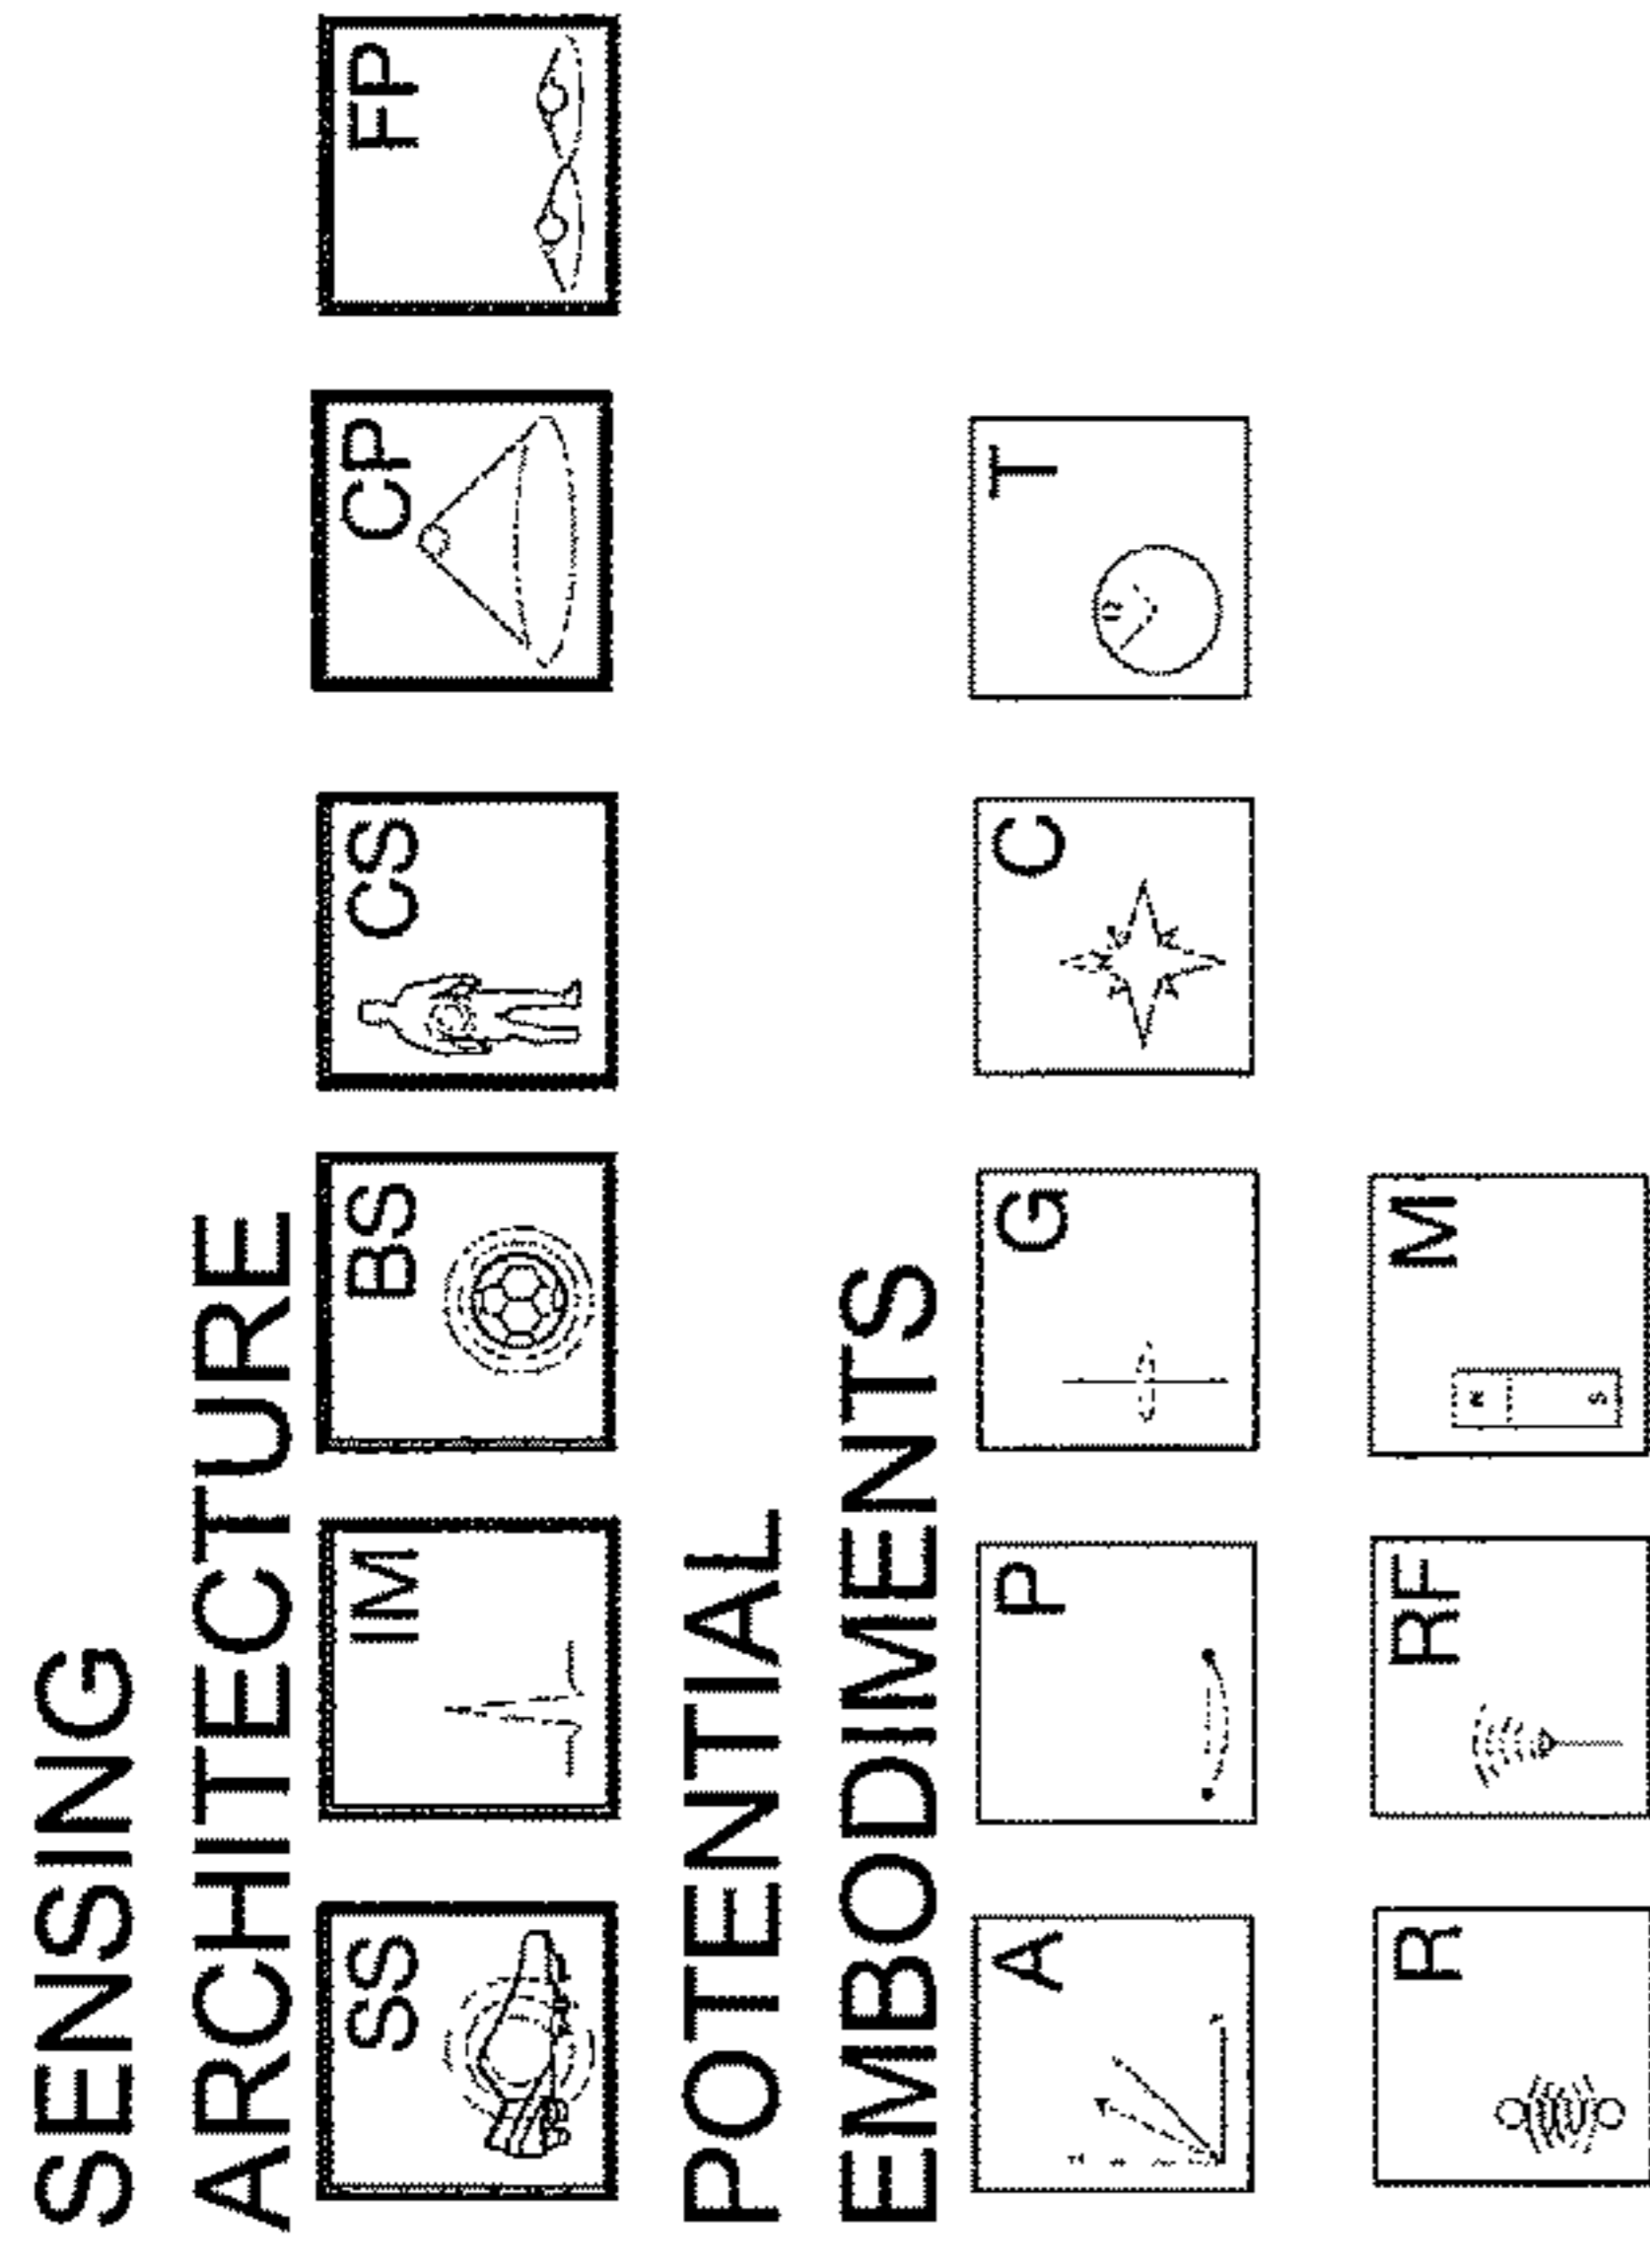 SENSING
ARCHITECTURE
SS IM BS CS CP FP
POTENTIAL
EMBODIMENTS
A P G C T
R RF M
N
S